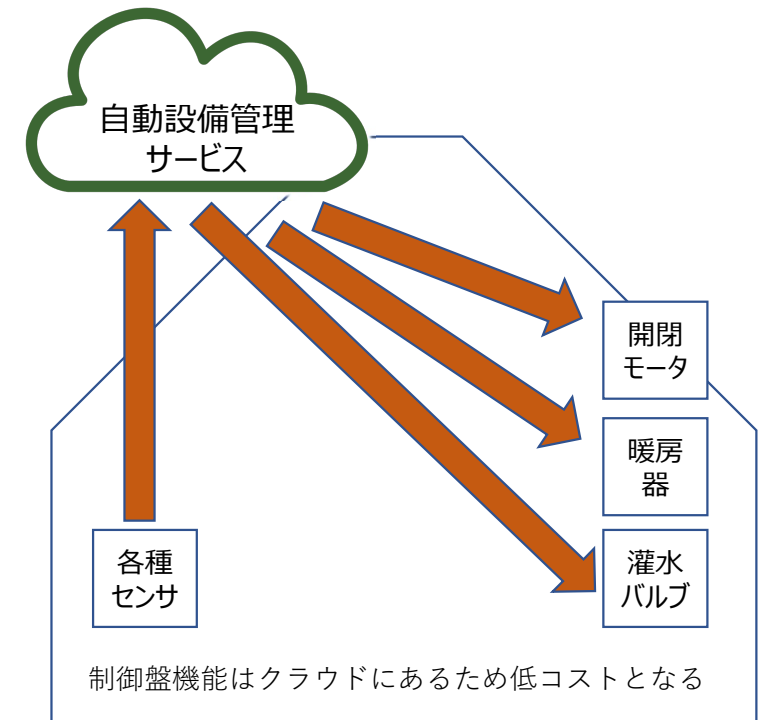 自動設備管理
サービス
開閉
モータ
暖房
器
各種
センサ
灌水
バルブ
制御盤機能はクラウドにあるため低コストとなる